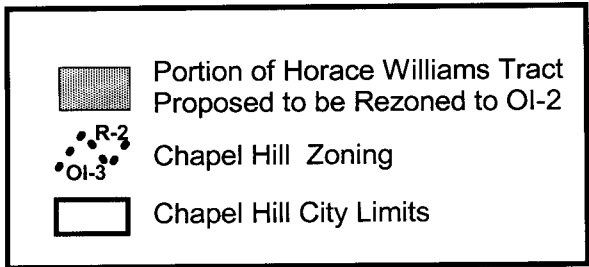 Portion of Horace Williams Tract
Proposed to be Rezoned to OI-2
R-2
OI-3
Chapel Hill Zoning
Chapel Hill City Limits